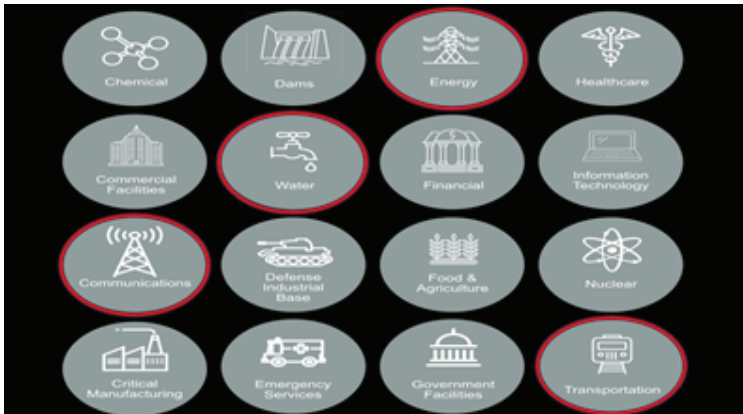 Chemical
Dams
Energy
Healthcare
Commercial
Facilities
Water
Financial
Information
Technology
Communications
Defense
Industrial
Base
Food &
Agriculture
Nuclear
Critical
Manufacturing
Emergency
Services
Government
Facilities
Transportation